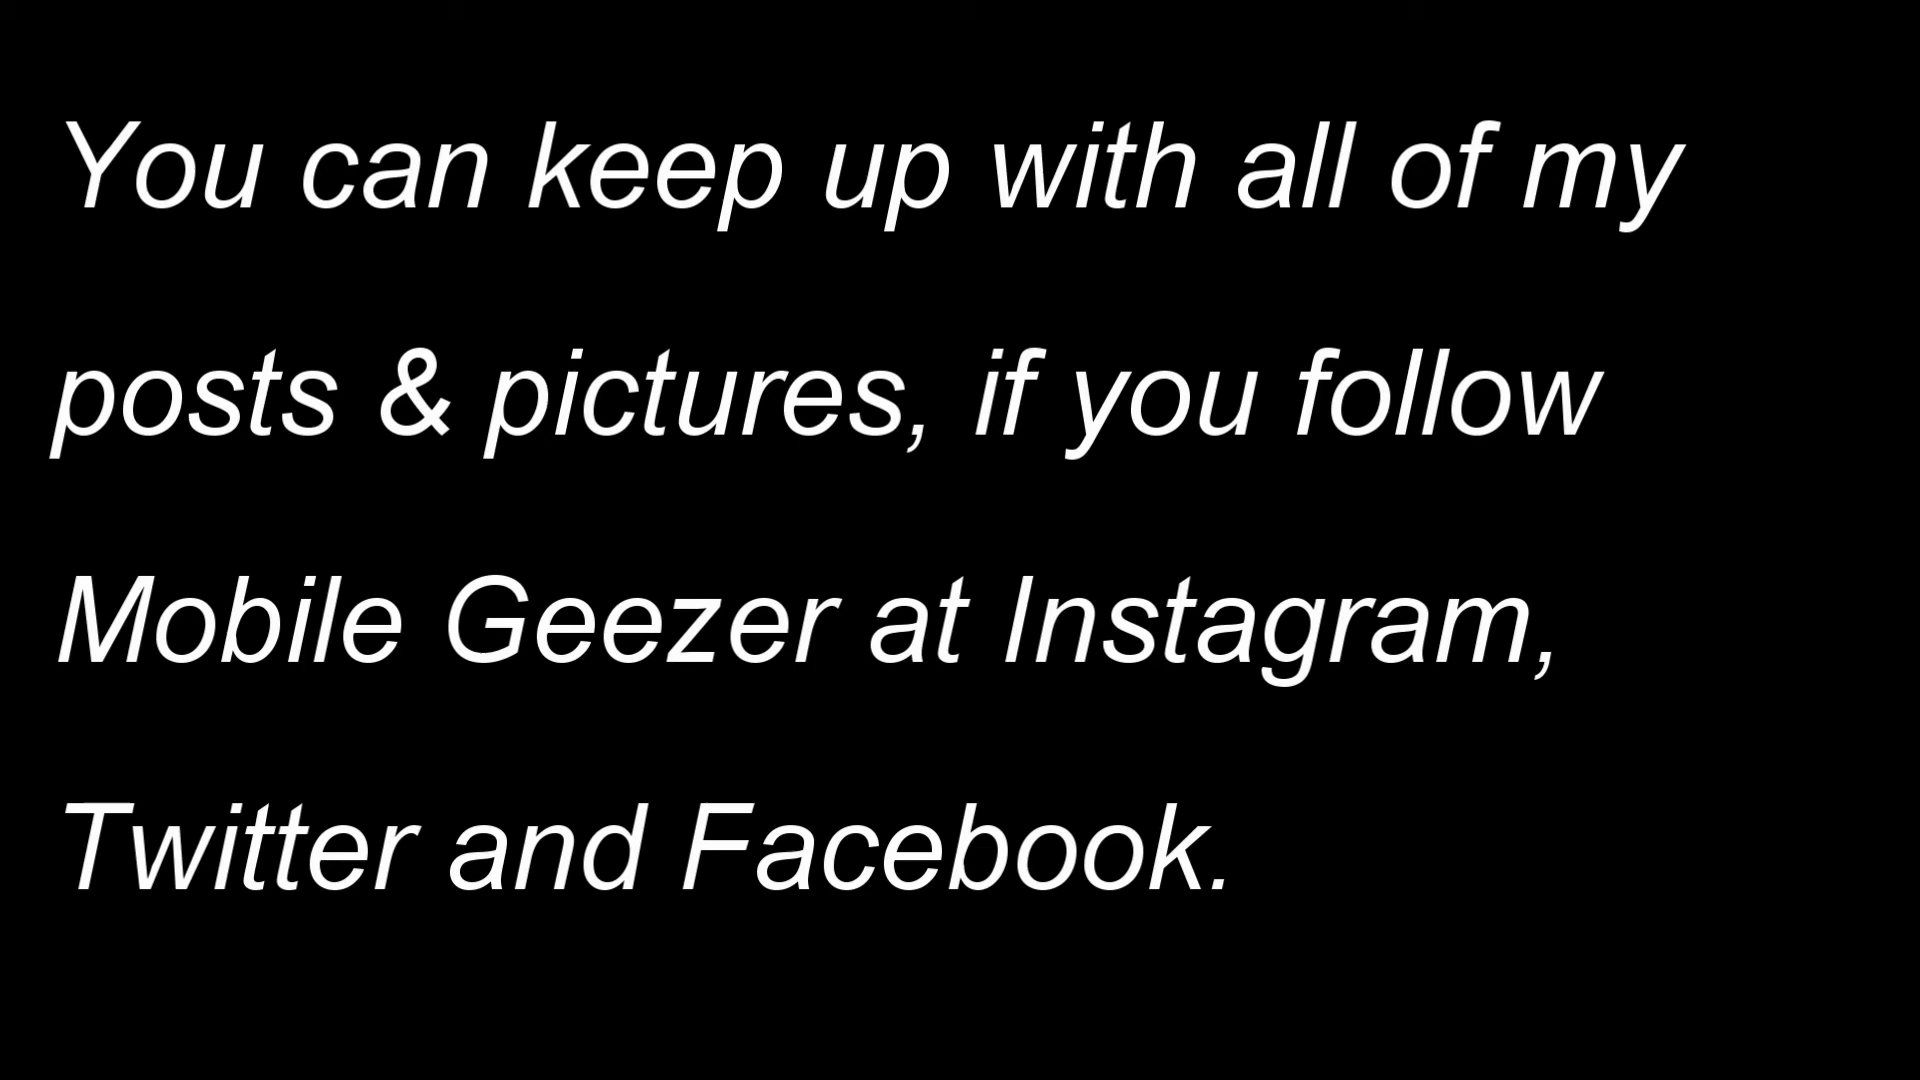 You can keep up with all of my
posts & pictures, if you follow
Mobile Geezer at Instagram,
Twitter and Facebook.